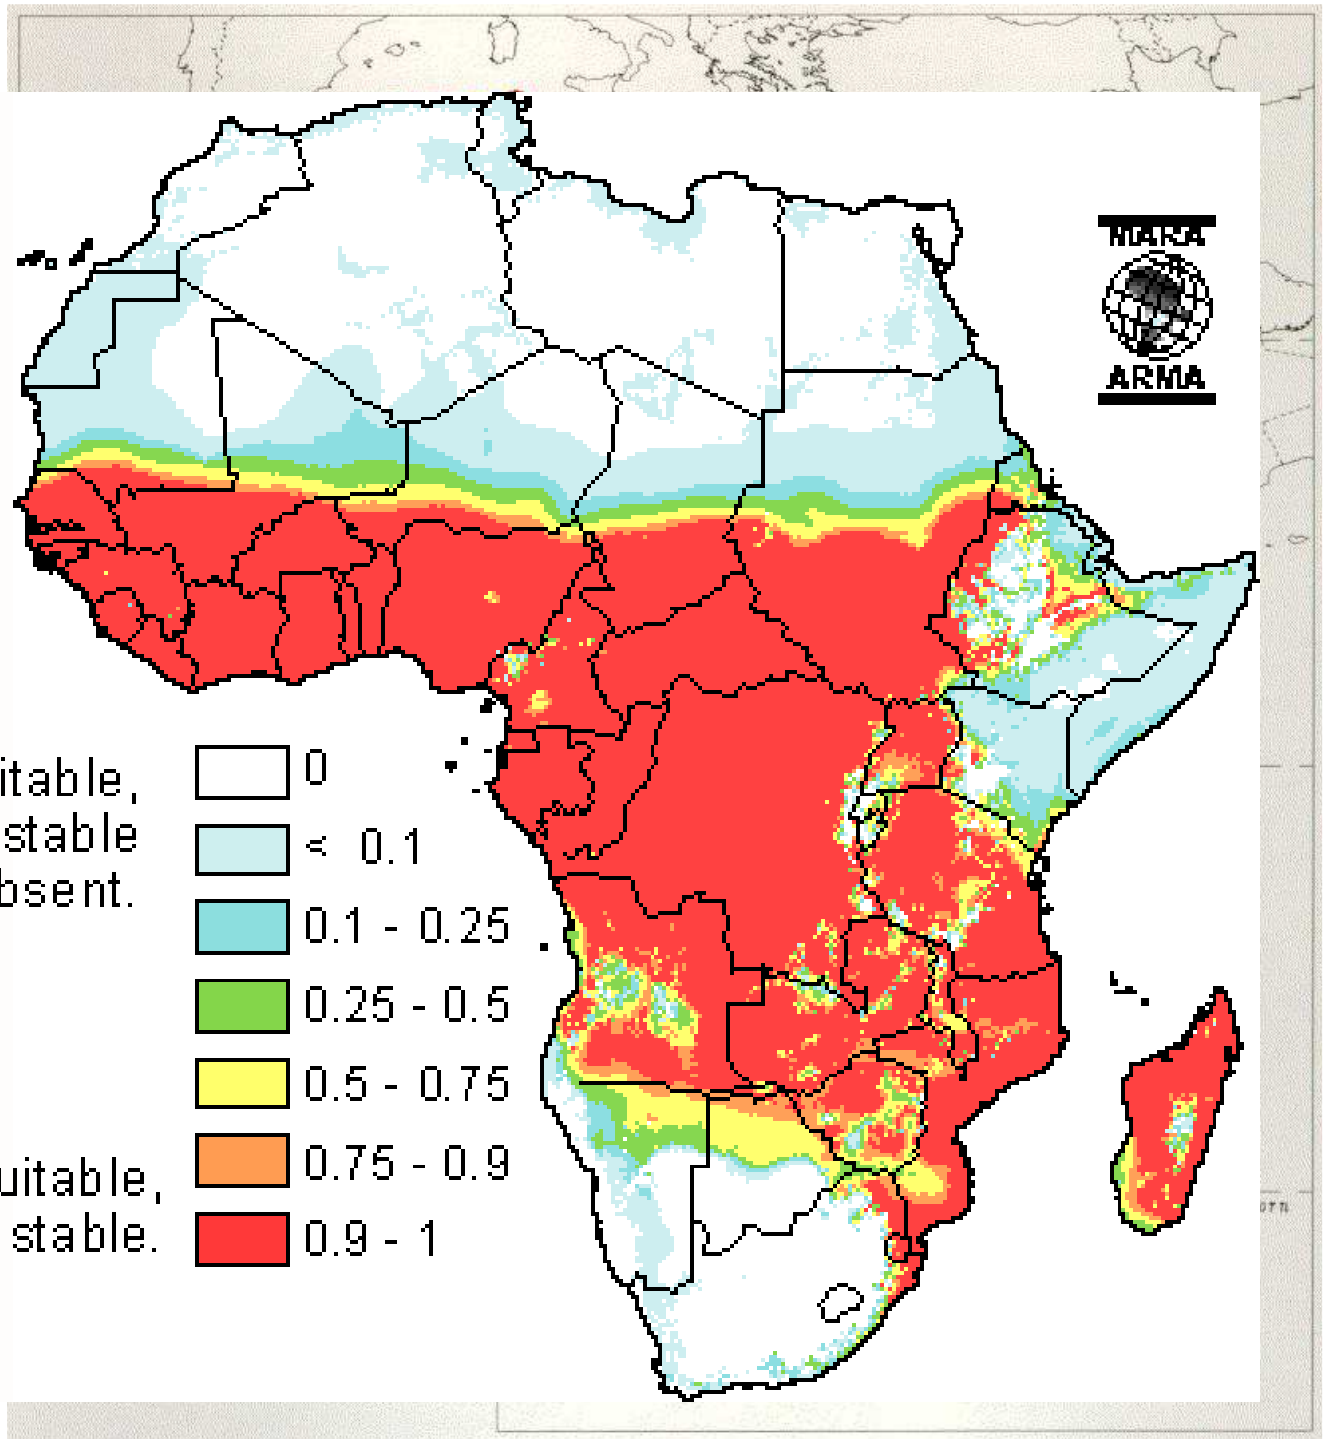 MARA
ARMA
itable,
stable
bsent.
0
< 0.1
0.1 - 0.25
0.25 - 0.5
0.5 - 0.75
0.75 - 0.9
uitable,
stable.
0.9 - 1
orn